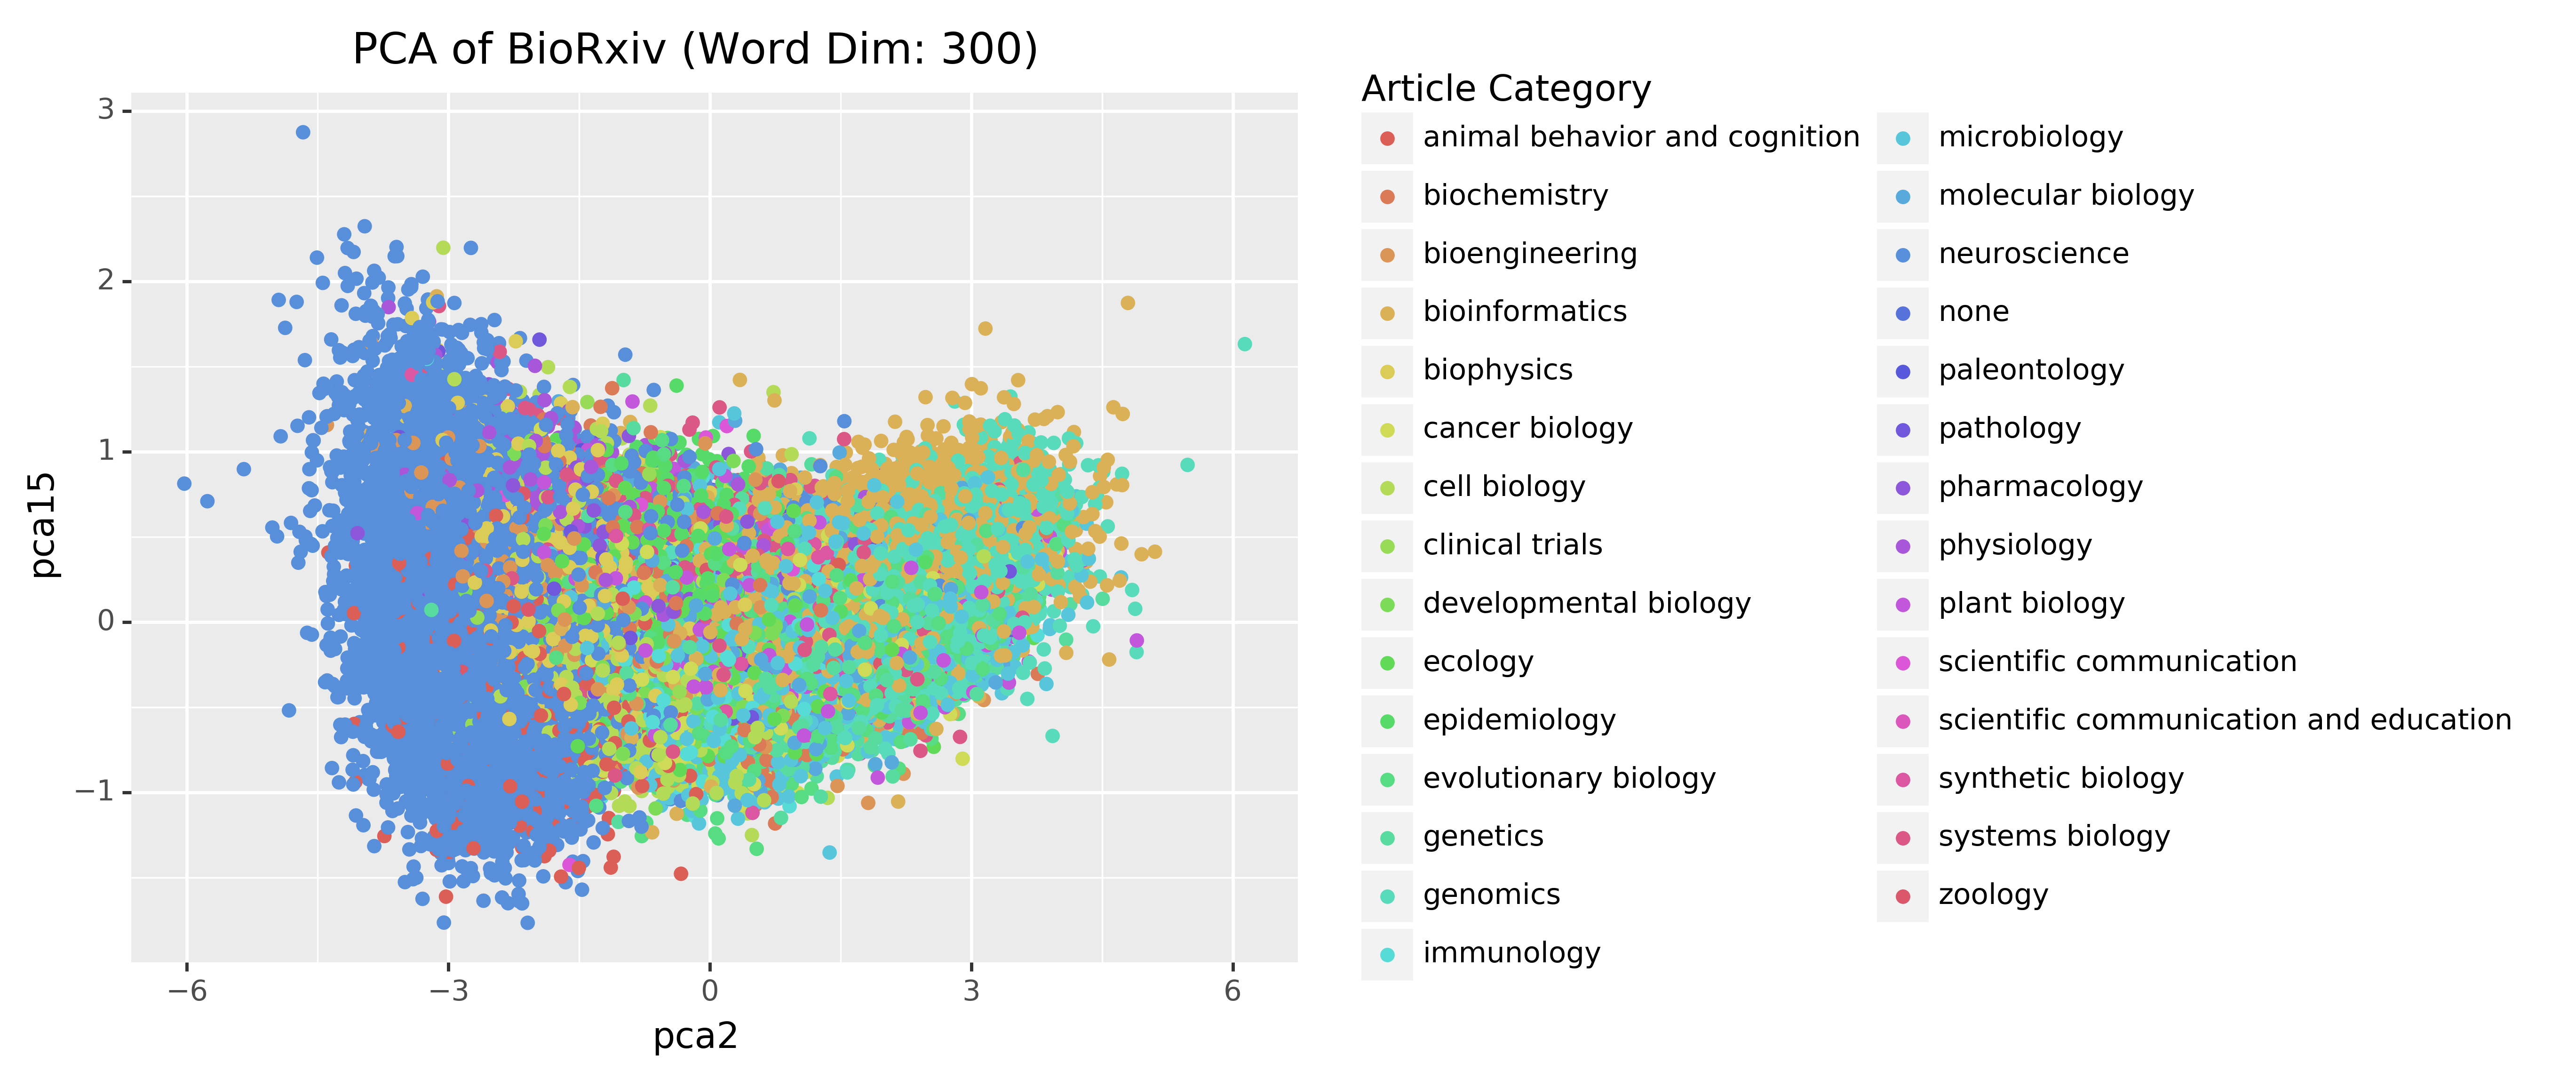 PCA of BioRxiv (Word Dim: 300)
3
2
1
0
−1
pca15
−6
−3
0
3
6
pca2
Article Category
animal behavior and cognition
biochemistry
bioengineering
bioinformatics
biophysics
cancer biology
cell biology
clinical trials
developmental biology
ecology
epidemiology
evolutionary biology
genetics
genomics
immunology
microbiology
molecular biology
neuroscience
none
paleontology
pathology
pharmacology
physiology
plant biology
scientific communication
scientific communication and education
synthetic biology
systems biology
zoology